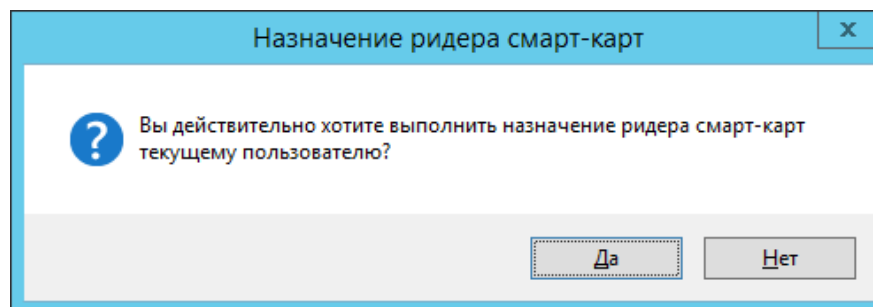 Назначение ридера смарт-карт
x
?
Вы действительно хотите выполнить назначение ридера смарт-карт
текущему пользователю?
Да
Нет